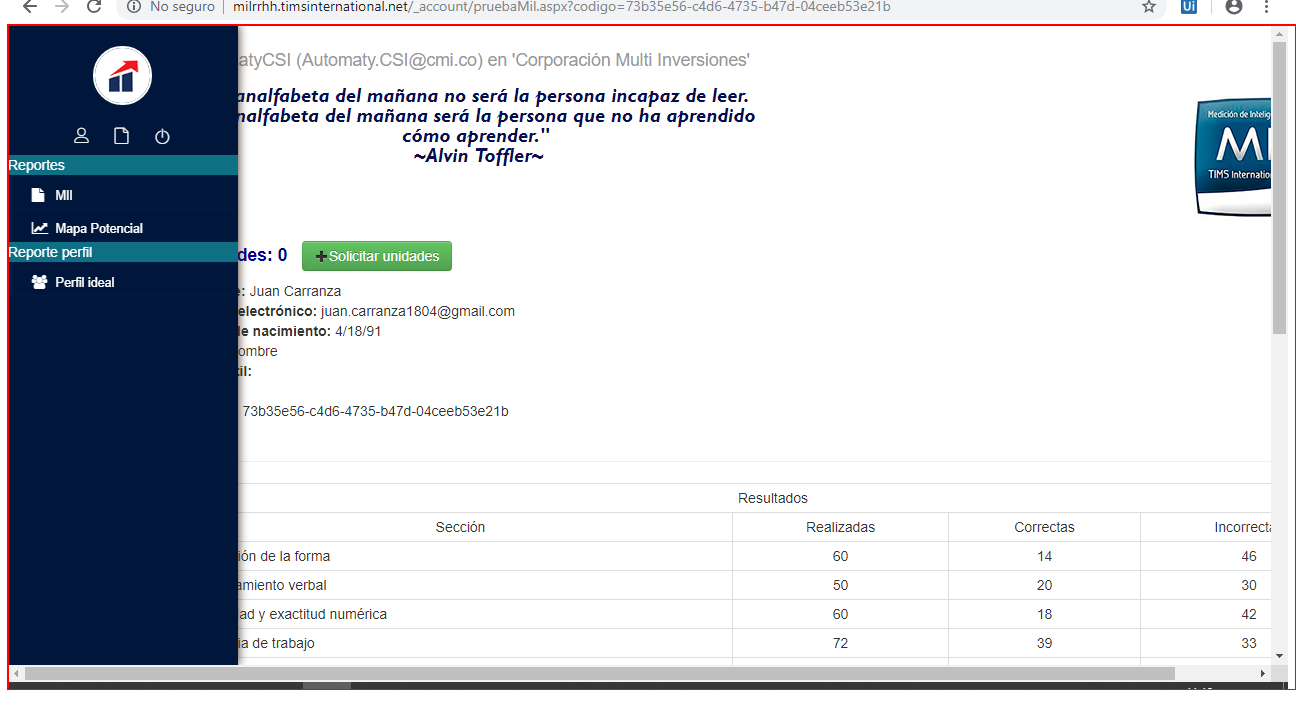 No seguro | milrrhh.timsinternational.net/_account/pruebaMil.aspx?codigo=73b35e56-c4d6-4735-b47d-04ceeb53e21b
Ui
atyCSI (Automaty.CSI@cmi.co) en 'Corporación Multi Inversiones'
analfabeta del mañana no será la persona incapaz de leer.
nalfabeta del mañana será la persona que no ha aprendido
cómo aprender."
~Alvin Toffler~
Medición de Intelig
MI
TIMS Internatio
Reportes
MII
Mapa Potencial
Reporte perfil
Perfil ideal
des: 0
+Solicitar unidades
e: Juan Carranza
electrónico: juan.carranza1804@gmail.com
de nacimiento: 4/18/91
ombre
til:
73b35e56-c4d6-4735-b47d-04ceeb53e21b
Resultados
Sección Realizadas Correctas Incorrecta
ión de la forma 60 14 46
amiento verbal 50 20 30
ad y exactitud numérica 60 18 42
ia de trabajo 72 39 33